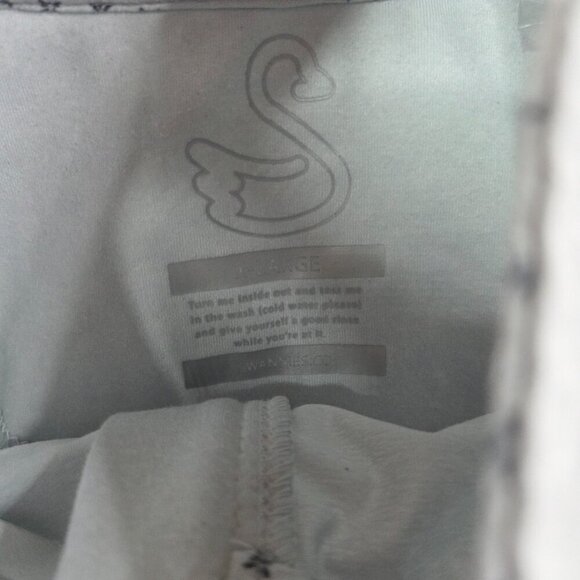 Turn me inside out and toss me
in the wash (cold water please)
and give yourself a good rinse
while you're at it.